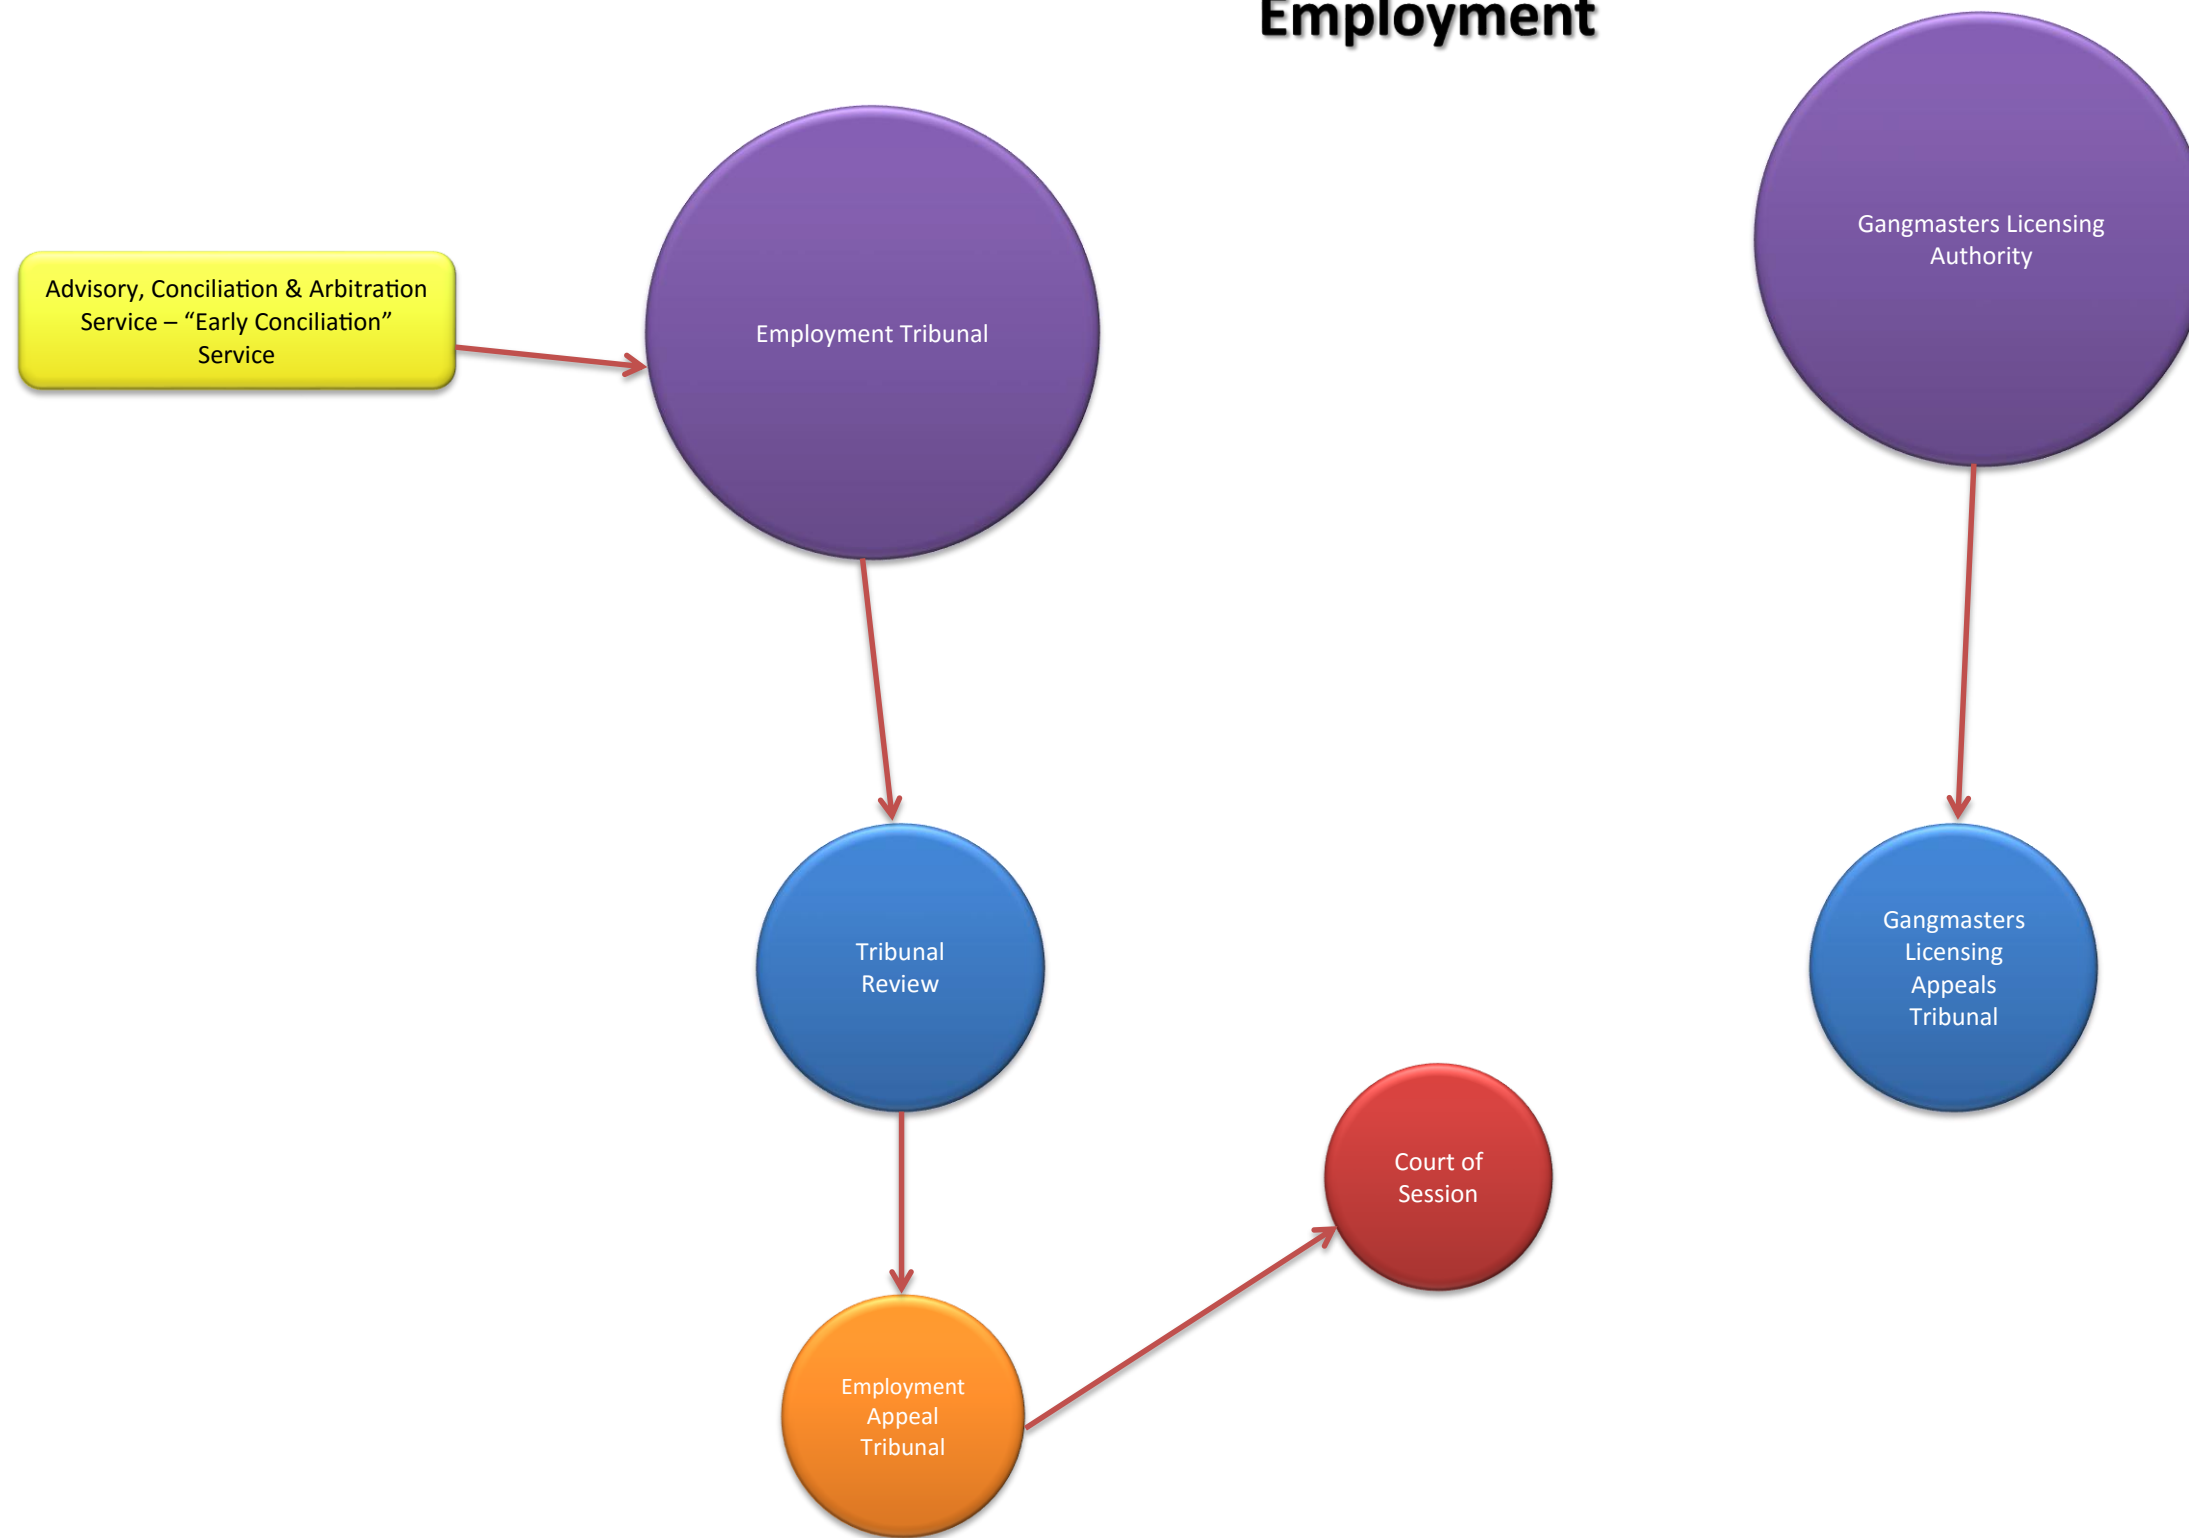 Employment
Advisory, Conciliation & Arbitration
Service – “Early Conciliation”
Service
Employment Tribunal
Gangmasters Licensing
Authority
Tribunal
Review
Gangmasters
Licensing
Appeals
Tribunal
Court of
Session
Employment
Appeal
Tribunal